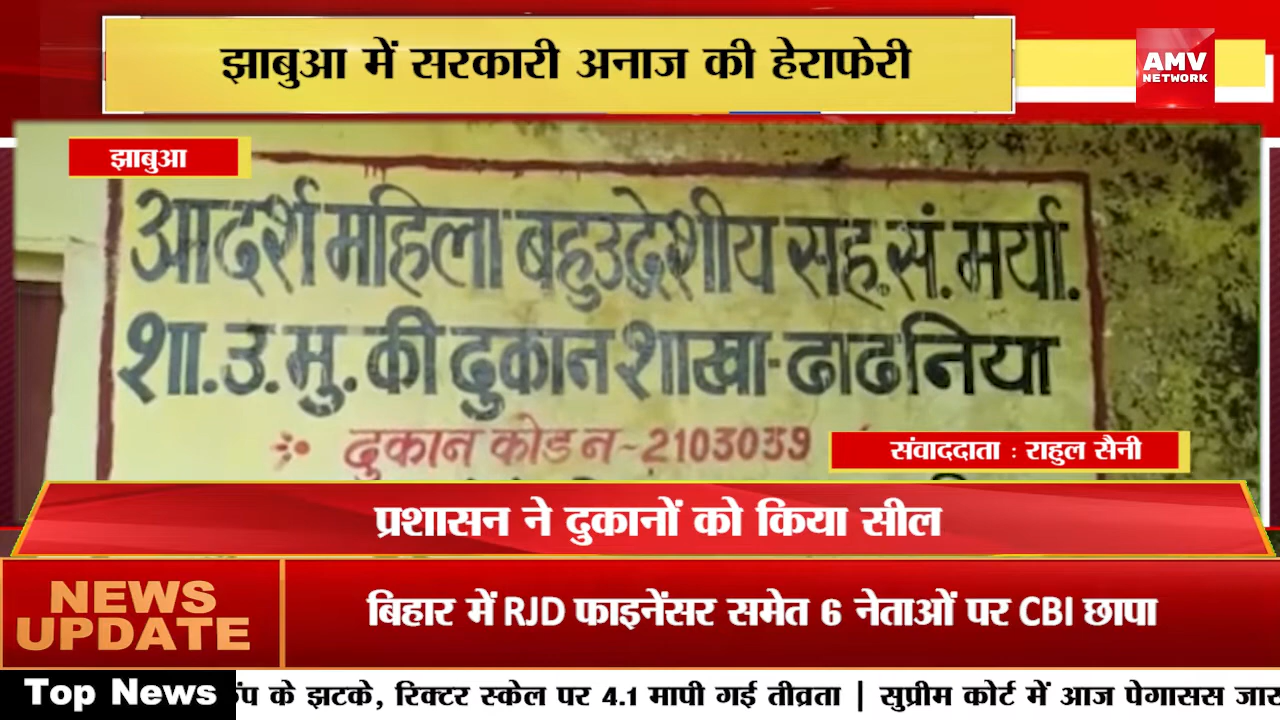 झाबुआ में सरकारी अनाज की हेराफेरी
AMV
NETWORK
झाबुआ
आदर्श महिला बहुउद्देशीय सह.सं.मर्या.
शा.उ.मु.की दुकान शाखा-ढाढनिया
दुकान कोड न-2103039
संवाददाता : राहुल सैनी
प्रशासन ने दुकानों को किया सील
NEWS
UPDATE
बिहार में RJD फाइनेंसर समेत 6 नेताओं पर CBI छापा
Top News
के झटके, रिक्टर स्केल पर 4.1 मापी गई तीव्रता | सुप्रीम कोर्ट में आज पेगासस